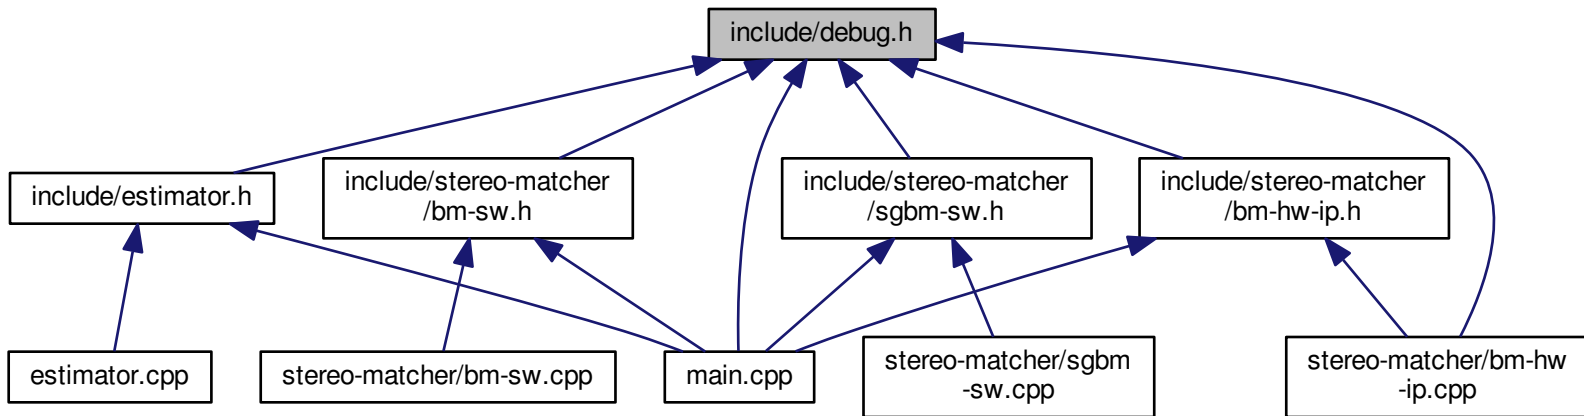 include/debug.h
include/estimator.h
include/stereo-matcher
/bm-sw.h
include/stereo-matcher
/sgbm-sw.h
include/stereo-matcher
/bm-hw-ip.h
estimator.cpp
stereo-matcher/bm-sw.cpp
main.cpp
stereo-matcher/sgbm
-sw.cpp
stereo-matcher/bm-hw
-ip.cpp